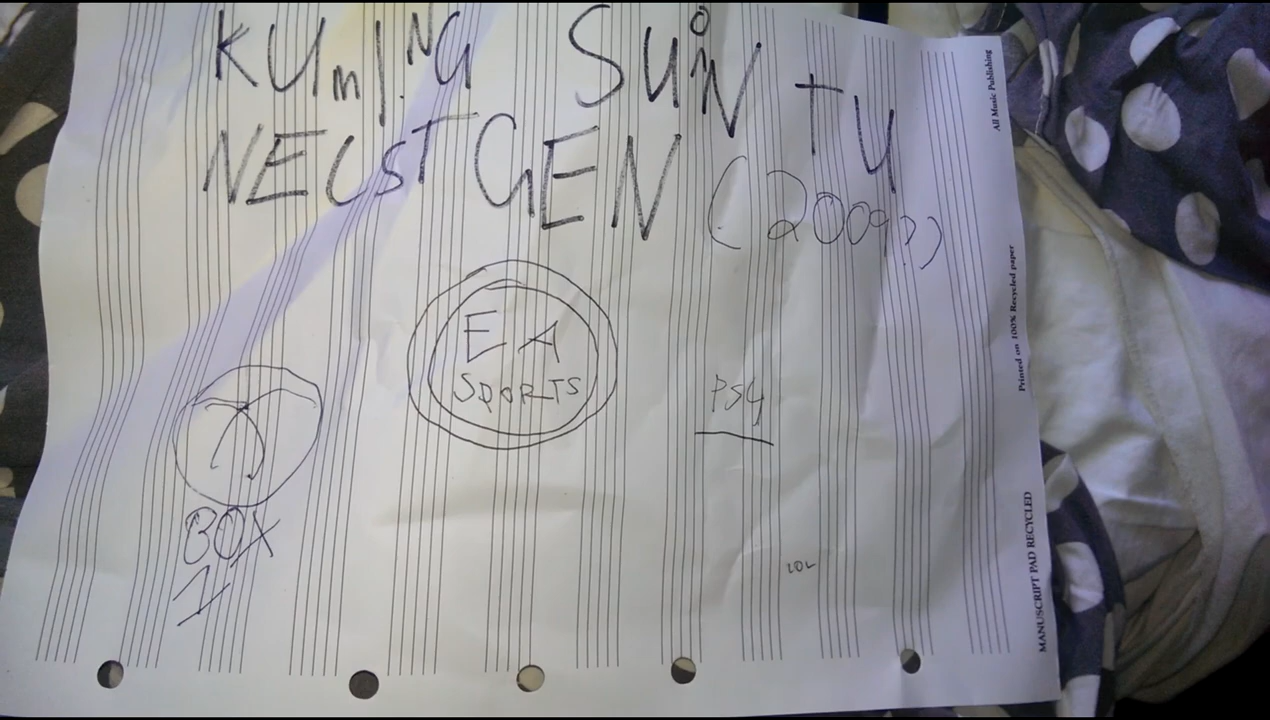 KUmiNG SUiN TU
NECST GEN (2009?)
EA
SPORTS
PS4
BOX
1
LOL
All Music Publishing
Printed on 100% Recycled paper
MANUSCRIPT PAD RECYCLED